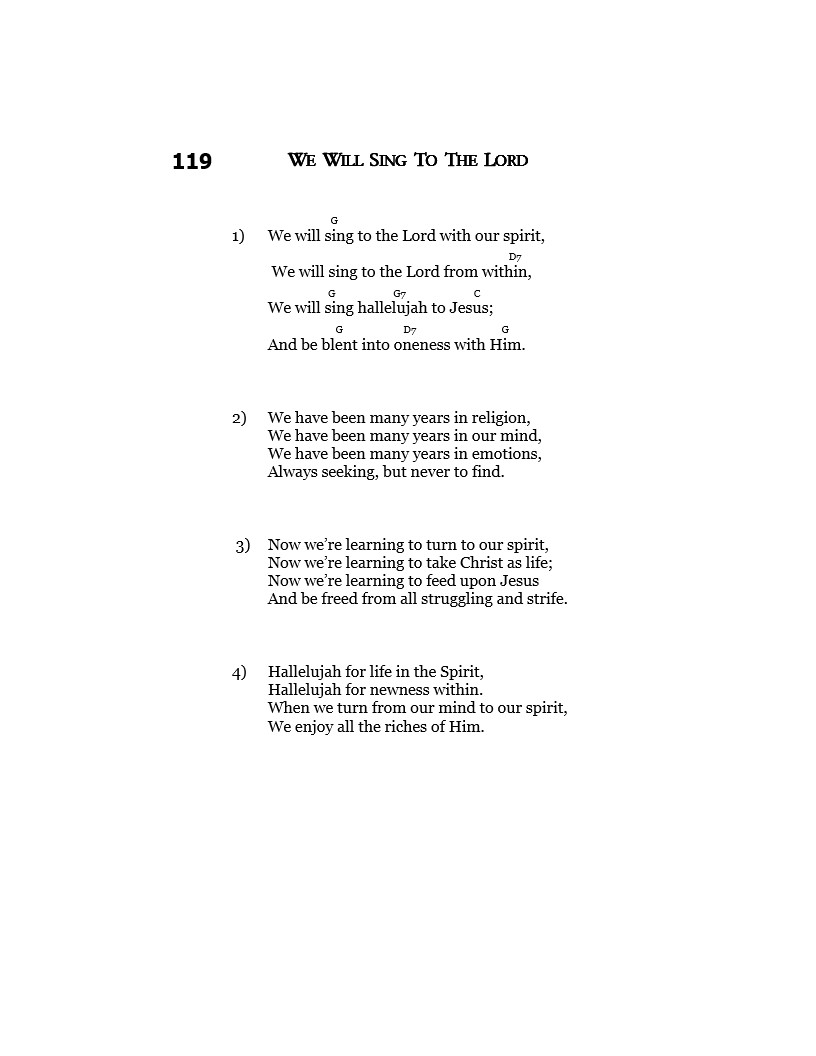 119 WE WILL SING TO THE LORD
G
1) We will sing to the Lord with our spirit,
D7
We will sing to the Lord from within,
G G7 C
We will sing hallelujah to Jesus;
G D7 G
And be blent into oneness with Him.
2) We have been many years in religion,
We have been many years in our mind,
We have been many years in emotions,
Always seeking, but never to find.
3) Now we’re learning to turn to our spirit,
Now we’re learning to take Christ as life;
Now we’re learning to feed upon Jesus
And be freed from all struggling and strife.
4) Hallelujah for life in the Spirit,
Hallelujah for newness within.
When we turn from our mind to our spirit,
We enjoy all the riches of Him.